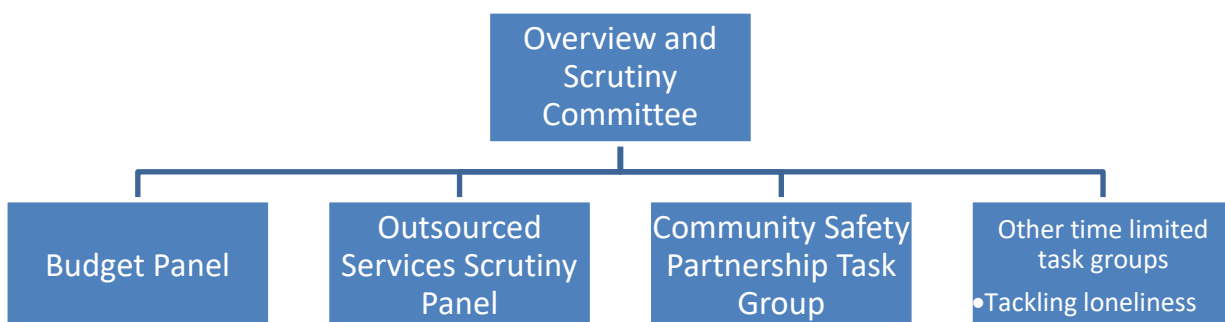 Overview and
Scrutiny
Committee
Budget Panel
Outsourced
Services Scrutiny
Panel
Community Safety
Partnership Task
Group
Other time limited
task groups
•Tackling loneliness